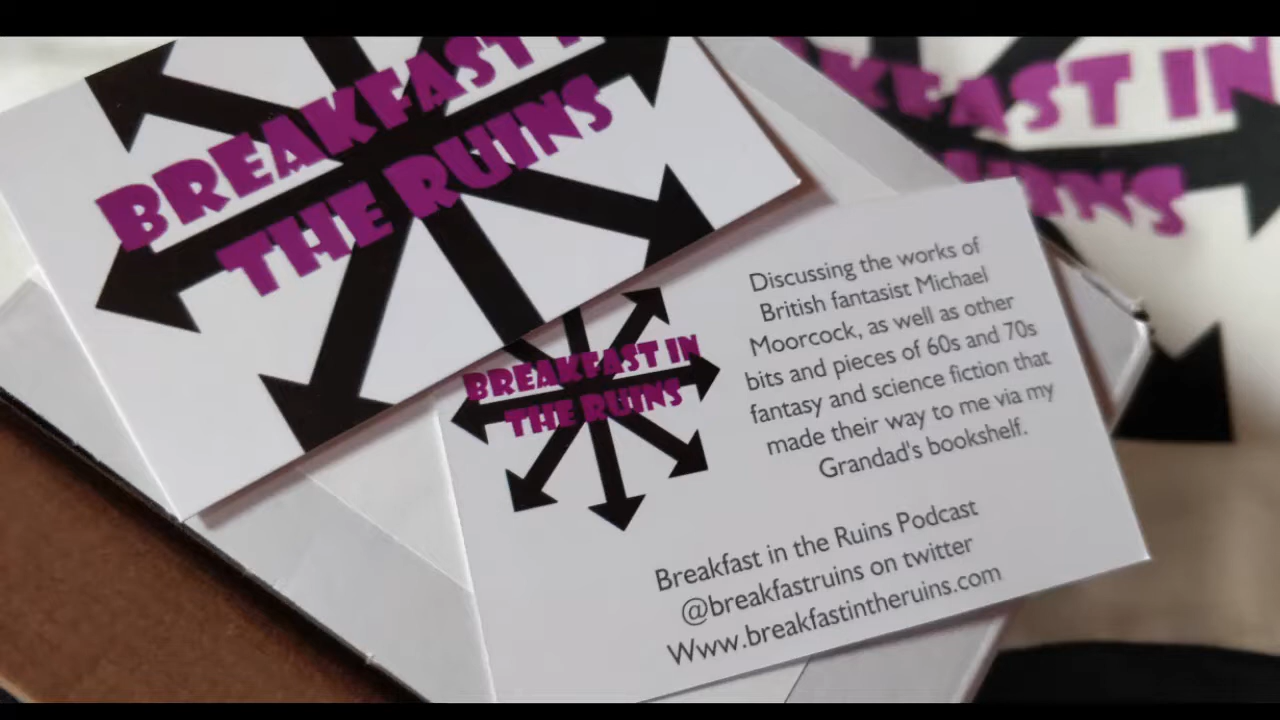 BREAKFAST I
THE RUINS
KFAST IN
RUINS
BREAKFAST IN
THE RUINS
Discussing the works of
British fantasist Michael
Moorcock, as well as other
bits and pieces of 60s and 70s
fantasy and science fiction that
made their way to me via my
Grandad's bookshelf.
Breakfast in the Ruins Podcast
@breakfastruins on twitter
Www.breakfastintheruins.com